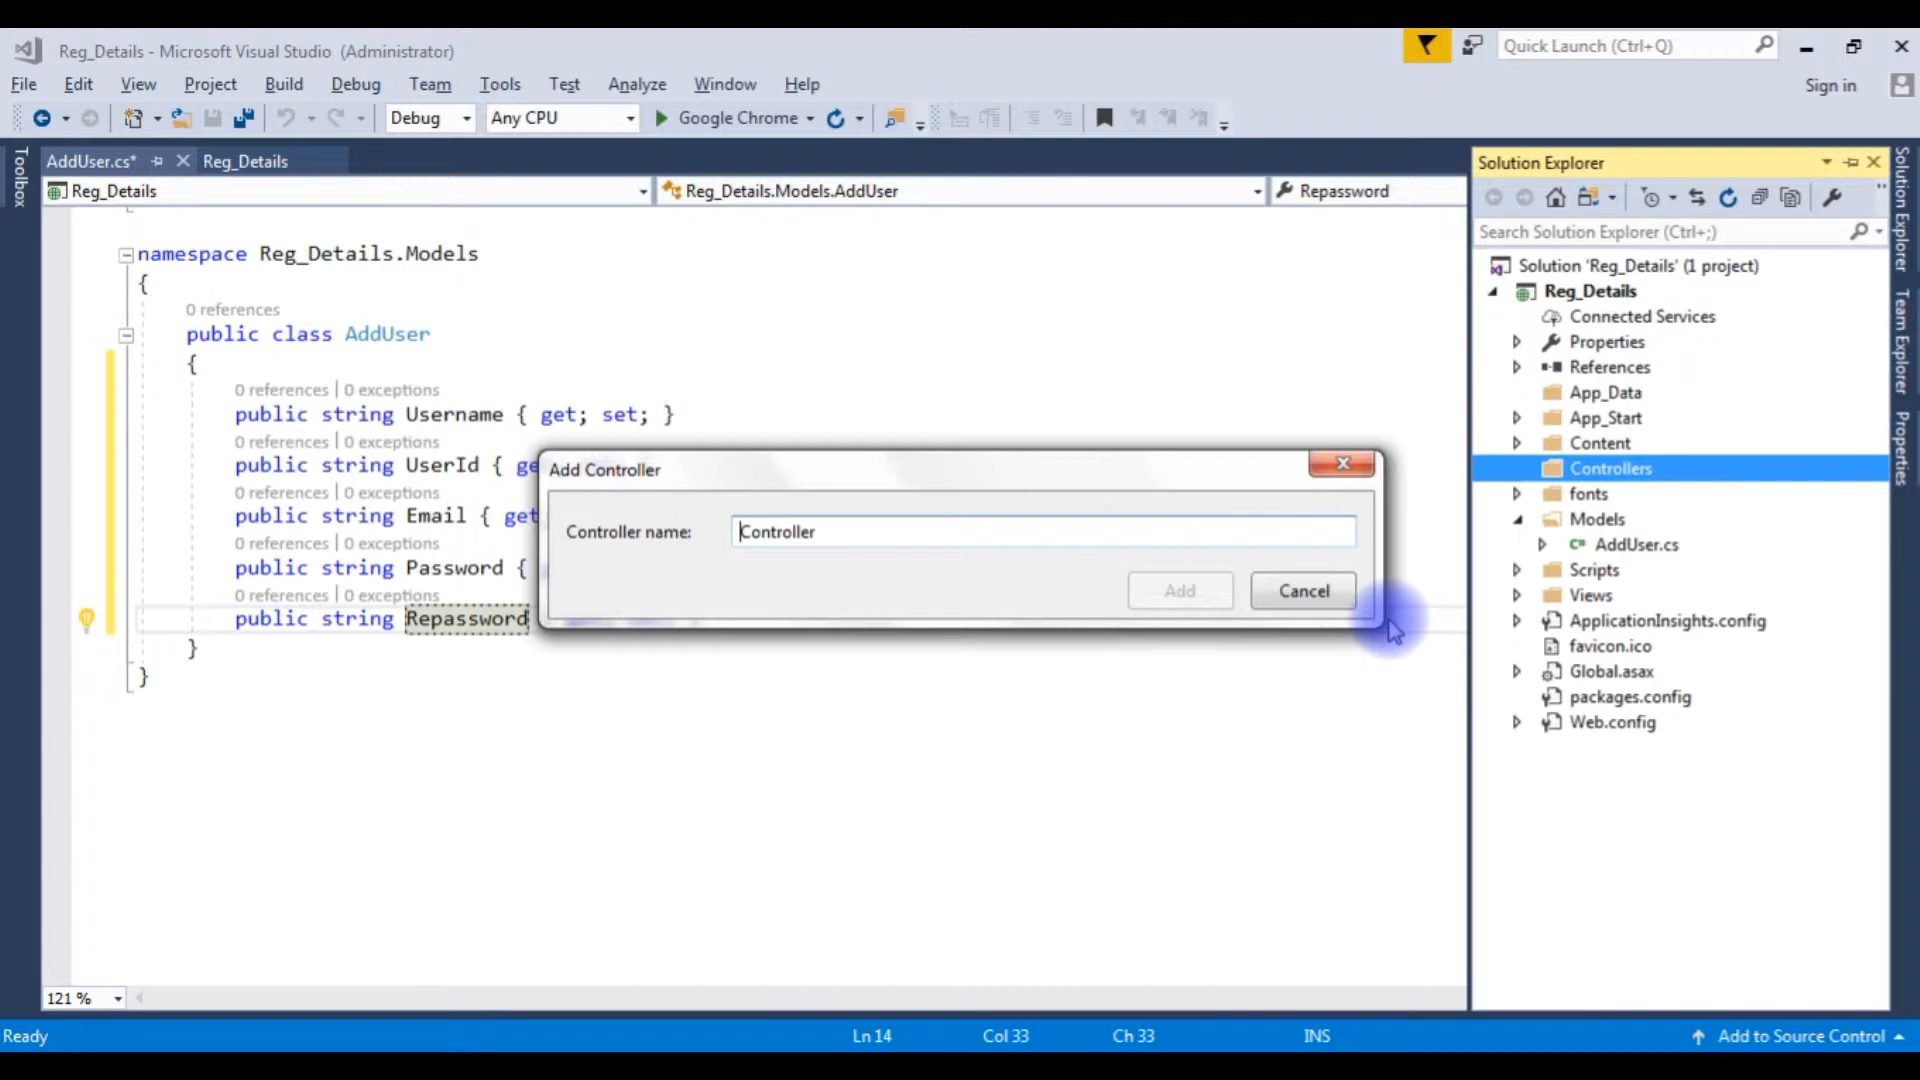 Reg_Details - Microsoft Visual Studio (Administrator)
Quick Launch (Ctrl+Q)
File Edit View Project Build Debug Team Tools Test Analyze Window Help
Sign in
Debug Any CPU Google Chrome
Toolbox
AddUser.cs* Reg_Details
Reg_Details Reg_Details.Models.AddUser Repassword
namespace Reg_Details.Models
{
0 references
public class AddUser
{
0 references | 0 exceptions
public string Username { get; set; }
0 references | 0 exceptions
public string UserId { ge
0 references | 0 exceptions
public string Email { get
0 references | 0 exceptions
public string Password {
0 references | 0 exceptions
public string Repassword
}
}
Add Controller
Controller name: Controller
Add Cancel
Solution Explorer
Search Solution Explorer (Ctrl+;)
Solution 'Reg_Details' (1 project)
Reg_Details
Connected Services
Properties
References
App_Data
App_Start
Content
Controllers
fonts
Models
C# AddUser.cs
Scripts
Views
ApplicationInsights.config
favicon.ico
Global.asax
packages.config
Web.config
Solution Explorer
Team Explorer
Properties
121 %
Ready Ln 14 Col 33 Ch 33 INS Add to Source Control